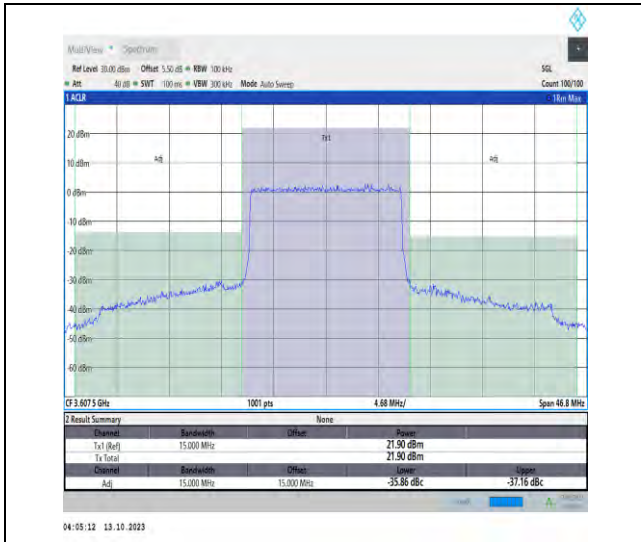 MultiView Spectrum
Ref Level 30.00 dBm Offset 5.50 dB RBW 100 kHz SGL
Att 40 dB SWT 100 ms VBW 300 kHz Mode Auto Sweep Count 100/100
1 ACLR 1Rm Max
20 dBm
Tx1
10 dBm
Adj Adj
0 dBm
-10 dBm
-20 dBm
-30 dBm
-40 dBm
-50 dBm
-60 dBm
CF 3.6075 GHz 1001 pts 4.68 MHz/ Span 46.8 MHz
2 Result Summary None
Channel Bandwidth Offset Power
Tx1 (Ref) 15.000 MHz 21.90 dBm
Tx Total 21.90 dBm
Channel Bandwidth Offset Lower Upper
Adj 15.000 MHz 15.000 MHz -35.86 dBc -37.16 dBc
04:05:12 13.10.2023